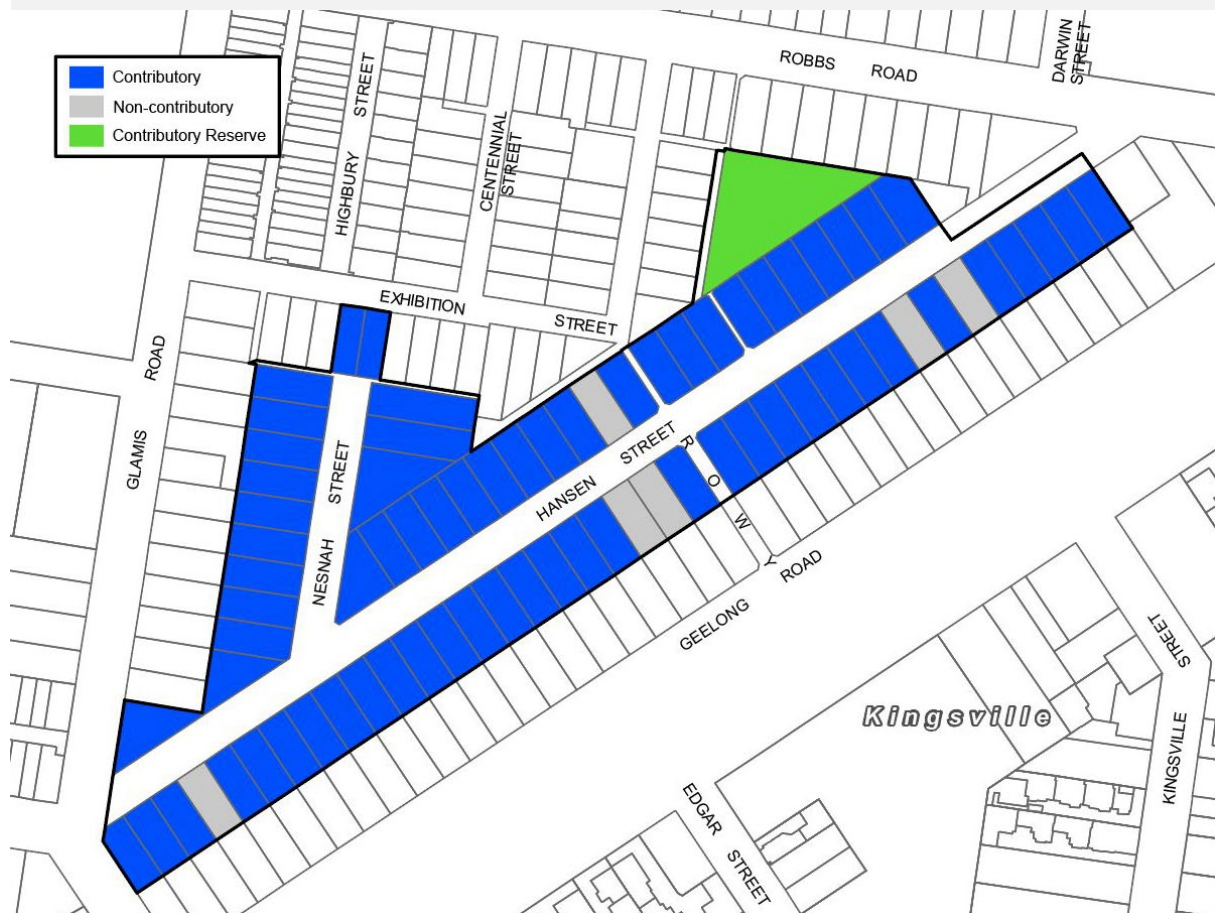 Contributory
Non-contributory
Contributory Reserve
ROBBS ROAD
DARWIN
STREET
HIGHBURY STREET
CENTENNIAL
STREET
EXHIBITION STREET
GLAMIS ROAD
NESNAH STREET
HANSEN STREET
R O W Y
GEELONG ROAD
Kingsville
EDGAR STREET
KINGSVILLE STREET